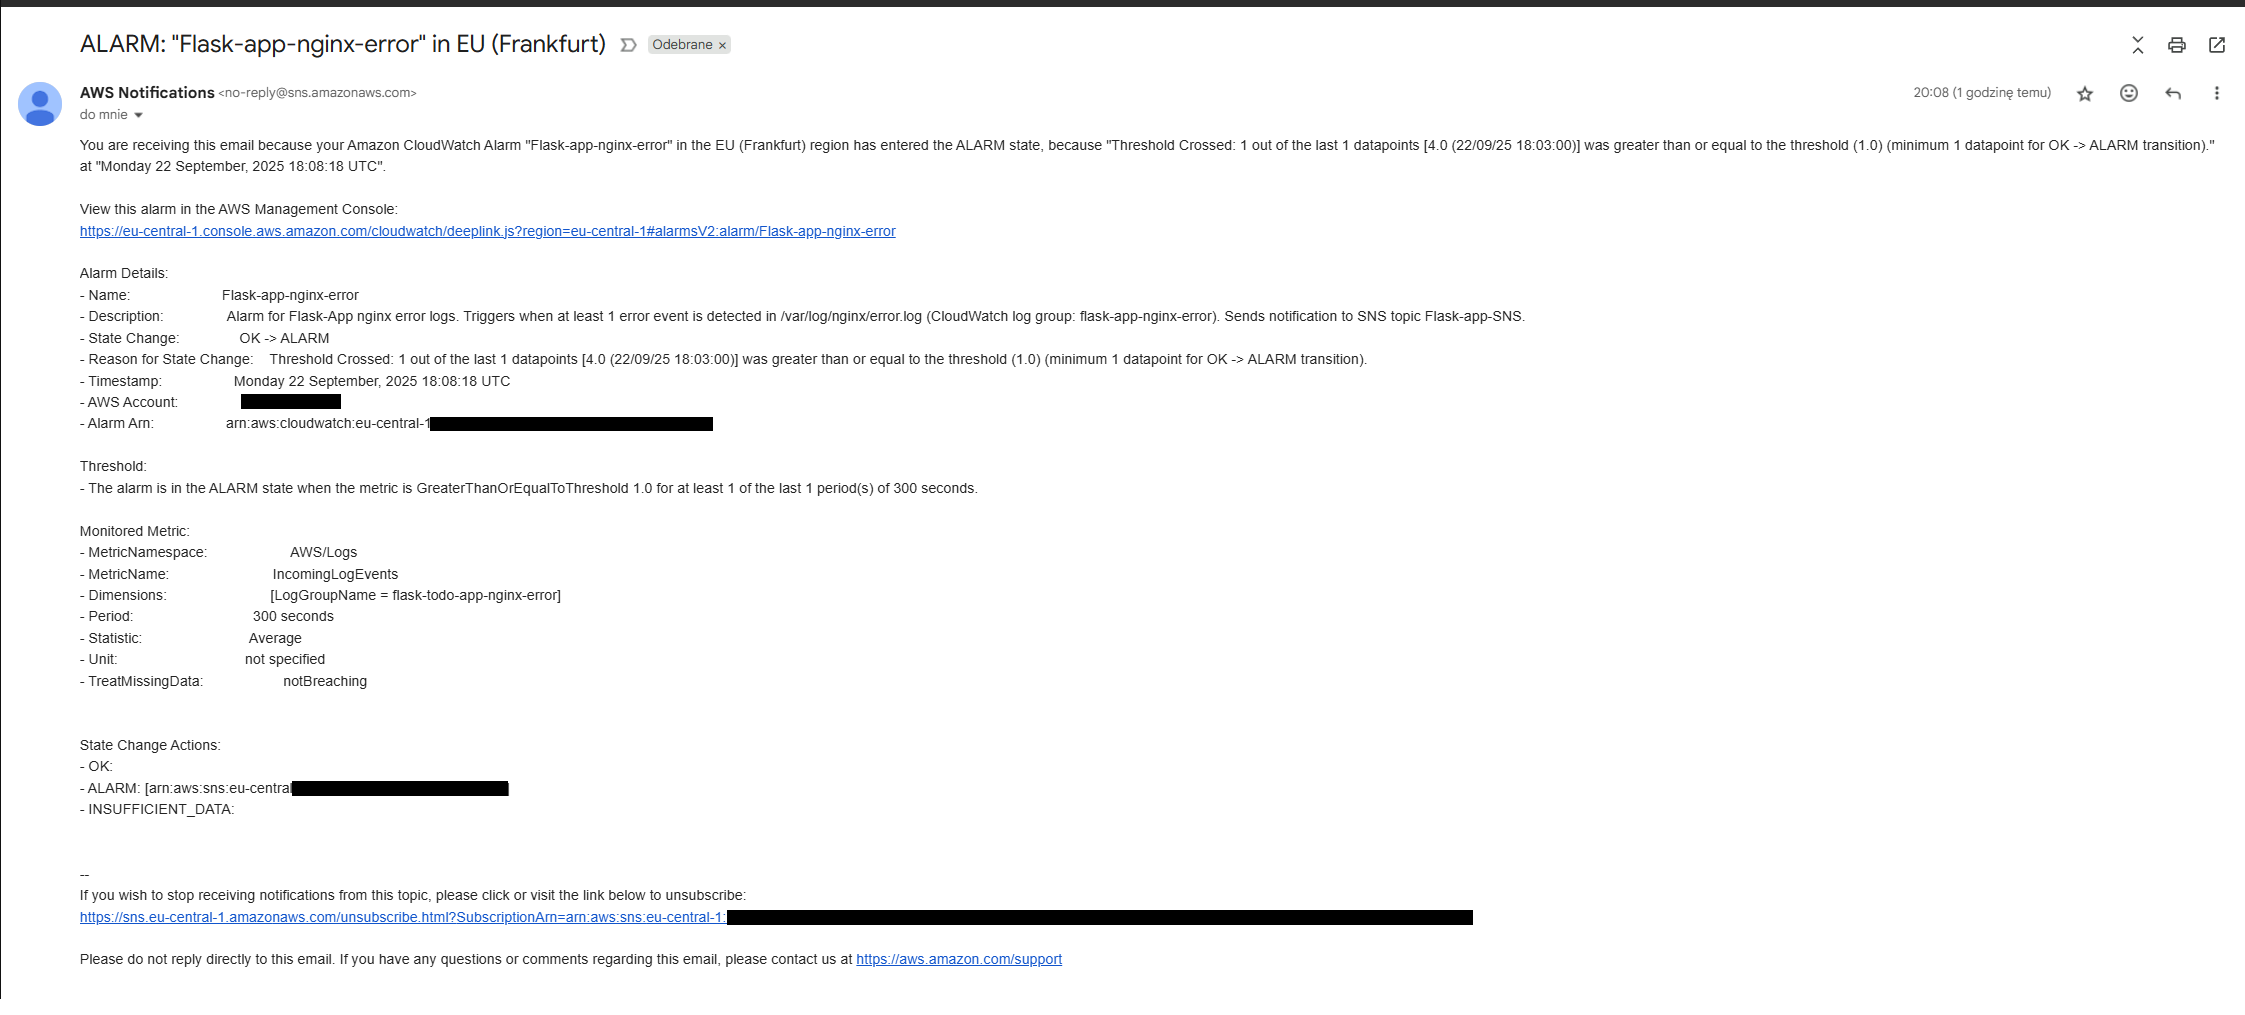 ALARM: "Flask-app-nginx-error" in EU (Frankfurt) Odebrane ×
AWS Notifications <no-reply@sns.amazonaws.com> 20:08 (1 godzinę temu)
do mnie
You are receiving this email because your Amazon CloudWatch Alarm "Flask-app-nginx-error" in the EU (Frankfurt) region has entered the ALARM state, because "Threshold Crossed: 1 out of the last 1 datapoints [4.0 (22/09/25 18:03:00)] was greater than or equal to the threshold (1.0) (minimum 1 datapoint for OK -> ALARM transition)."
at "Monday 22 September, 2025 18:08:18 UTC".
View this alarm in the AWS Management Console:
https://eu-central-1.console.aws.amazon.com/cloudwatch/deeplink.js?region=eu-central-1#alarmsV2:alarm/Flask-app-nginx-error
Alarm Details:
- Name: Flask-app-nginx-error
- Description: Alarm for Flask-App nginx error logs. Triggers when at least 1 error event is detected in /var/log/nginx/error.log (CloudWatch log group: flask-app-nginx-error). Sends notification to SNS topic Flask-app-SNS.
- State Change: OK -> ALARM
- Reason for State Change: Threshold Crossed: 1 out of the last 1 datapoints [4.0 (22/09/25 18:03:00)] was greater than or equal to the threshold (1.0) (minimum 1 datapoint for OK -> ALARM transition).
- Timestamp: Monday 22 September, 2025 18:08:18 UTC
- AWS Account:
- Alarm Arn: arn:aws:cloudwatch:eu-central-1
Threshold:
- The alarm is in the ALARM state when the metric is GreaterThanOrEqualToThreshold 1.0 for at least 1 of the last 1 period(s) of 300 seconds.
Monitored Metric:
- MetricNamespace: AWS/Logs
- MetricName: IncomingLogEvents
- Dimensions: [LogGroupName = flask-todo-app-nginx-error]
- Period: 300 seconds
- Statistic: Average
- Unit: not specified
- TreatMissingData: notBreaching
State Change Actions:
- OK:
- ALARM: [arn:aws:sns:eu-central
- INSUFFICIENT_DATA:
--
If you wish to stop receiving notifications from this topic, please click or visit the link below to unsubscribe:
https://sns.eu-central-1.amazonaws.com/unsubscribe.html?SubscriptionArn=arn:aws:sns:eu-central-1:
Please do not reply directly to this email. If you have any questions or comments regarding this email, please contact us at https://aws.amazon.com/support